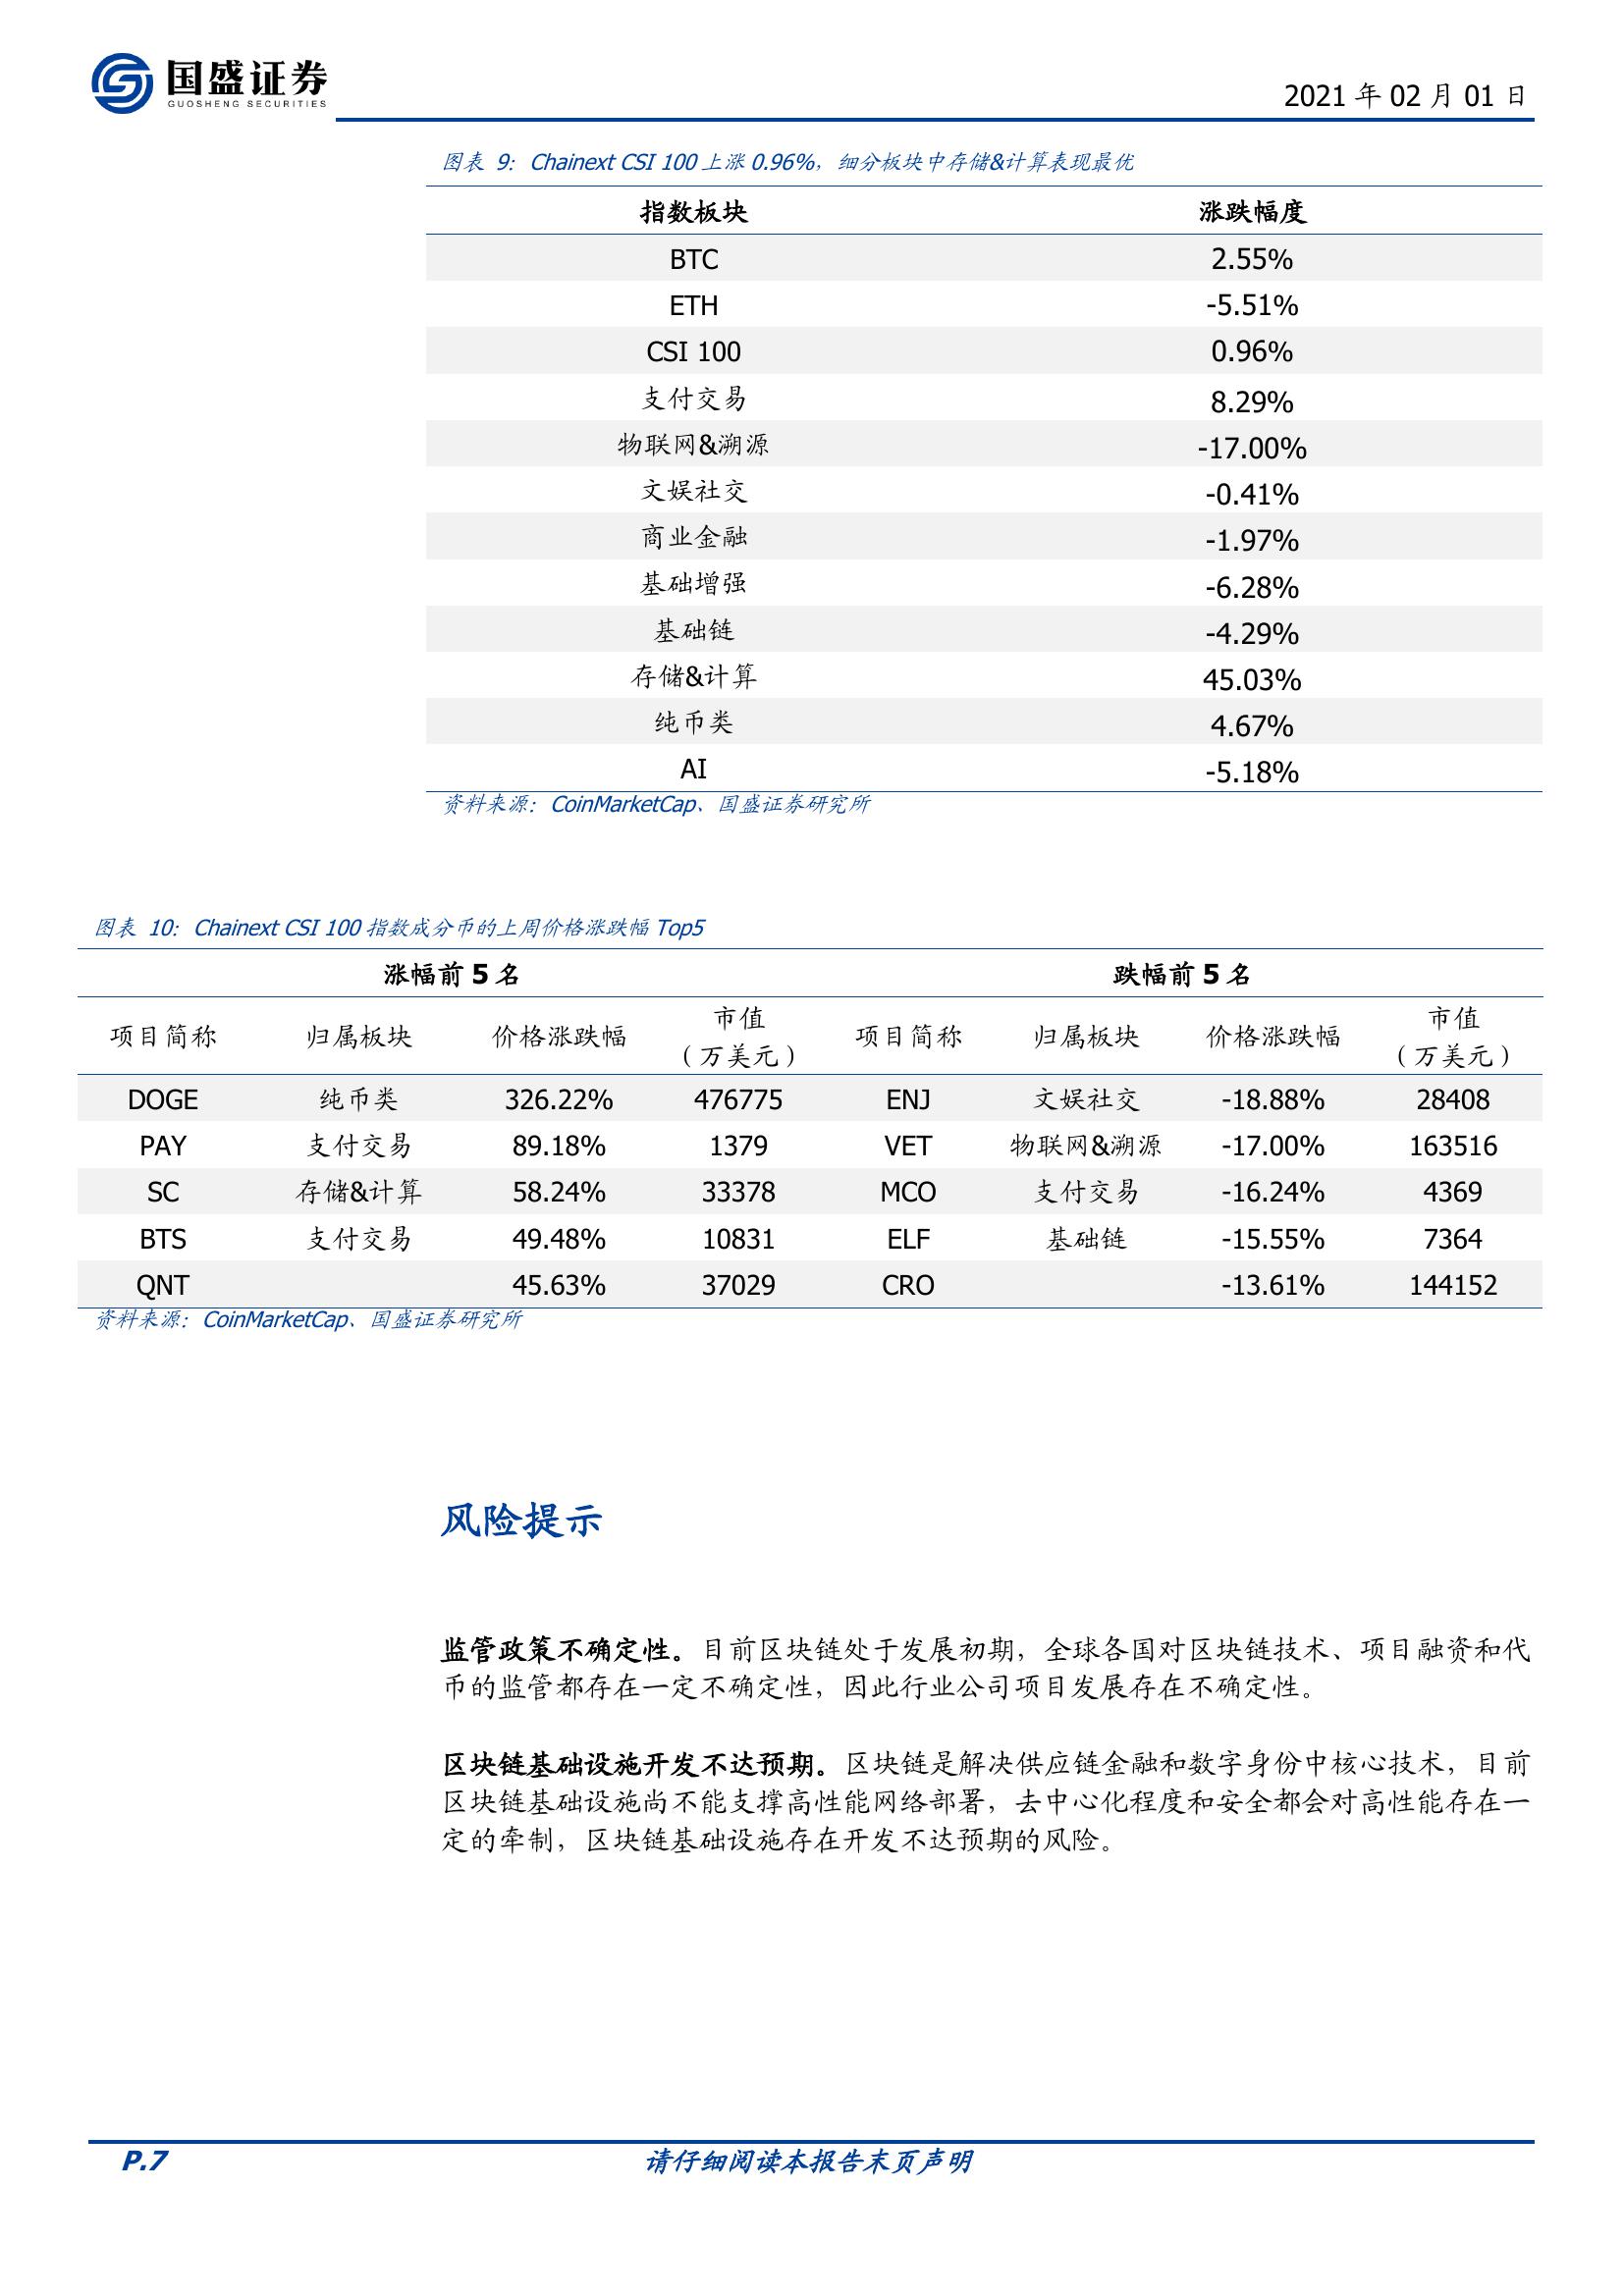 国盛证券
GUOSHENG SECURITIES
2021 年 02 月 01 日
图表 9：Chainext CSI 100 上涨 0.96%，细分板块中存储&计算表现最优
指数板块 涨跌幅度
BTC 2.55%
ETH -5.51%
CSI 100 0.96%
支付交易 8.29%
物联网&溯源 -17.00%
文娱社交 -0.41%
商业金融 -1.97%
基础增强 -6.28%
基础链 -4.29%
存储&计算 45.03%
纯币类 4.67%
AI -5.18%
资料来源：CoinMarketCap、国盛证券研究所
图表 10：Chainext CSI 100 指数成分币的上周价格涨跌幅 Top5
涨幅前 5 名 跌幅前 5 名
项目简称 归属板块 价格涨跌幅 市值（万美元） 项目简称 归属板块 价格涨跌幅 市值（万美元）
DOGE 纯币类 326.22% 476775 ENJ 文娱社交 -18.88% 28408
PAY 支付交易 89.18% 1379 VET 物联网&溯源 -17.00% 163516
SC 存储&计算 58.24% 33378 MCO 支付交易 -16.24% 4369
BTS 支付交易 49.48% 10831 ELF 基础链 -15.55% 7364
QNT 45.63% 37029 CRO -13.61% 144152
资料来源：CoinMarketCap、国盛证券研究所
风险提示
监管政策不确定性。目前区块链处于发展初期，全球各国对区块链技术、项目融资和代
币的监管都存在一定不确定性，因此行业公司项目发展存在不确定性。
区块链基础设施开发不达预期。区块链是解决供应链金融和数字身份中核心技术，目前
区块链基础设施尚不能支撑高性能网络部署，去中心化程度和安全都会对高性能存在一
定的牵制，区块链基础设施存在开发不达预期的风险。
P.7 请仔细阅读本报告末页声明